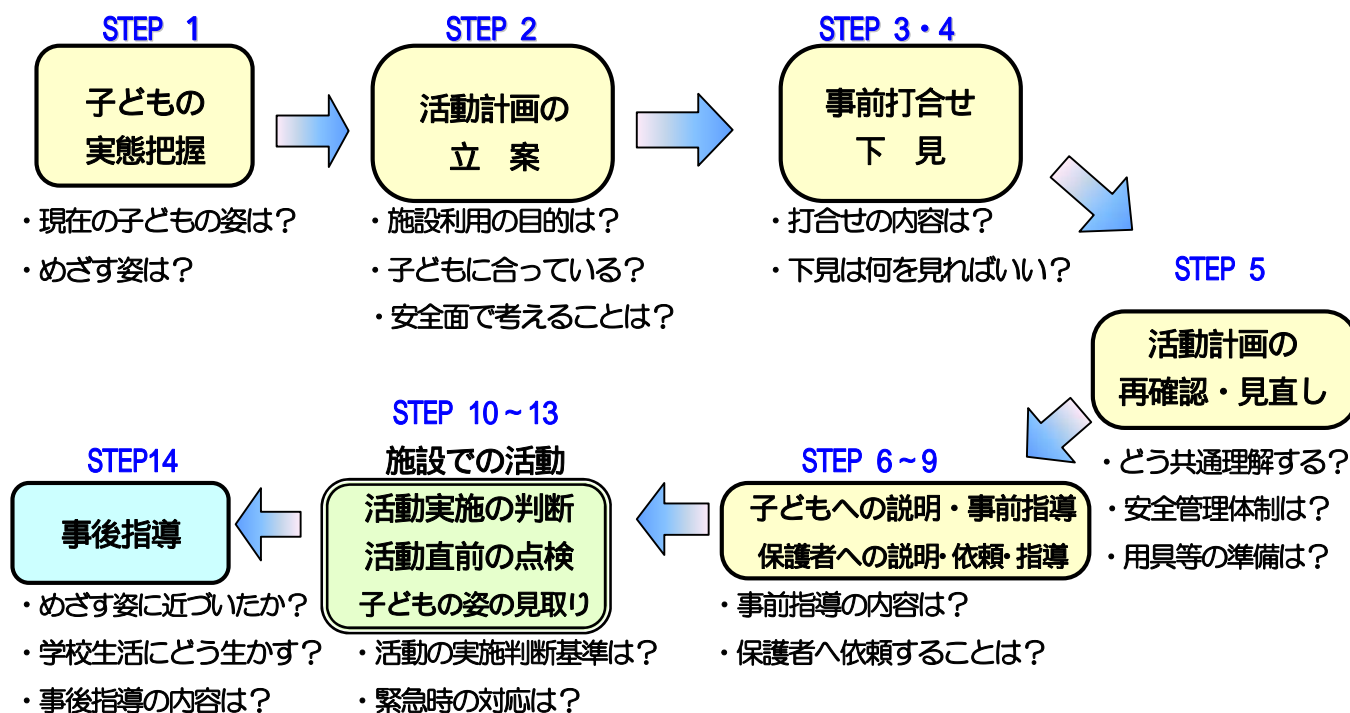 STEP 1
子どもの
実態把握
・現在の子どもの姿は？
・めざす姿は？
STEP 2
活動計画の
立　案
・施設利用の目的は？
・子どもに合っている？
・安全面で考えることは？
STEP 3・4
事前打合せ
下　見
・打合せの内容は？
・下見は何を見ればいい？
STEP 5
活動計画の
再確認・見直し
・どう共通理解する？
・安全管理体制は？
・用具等の準備は？
STEP 6～9
子どもへの説明・事前指導
保護者への説明・依頼・指導
・事前指導の内容は？
・保護者へ依頼することは？
STEP 10～13
施設での活動
活動実施の判断
活動直前の点検
子どもの姿の見取り
・活動の実施判断基準は？
・緊急時の対応は？
STEP14
事後指導
・めざす姿に近づいたか？
・学校生活にどう生かす？
・事後指導の内容は？